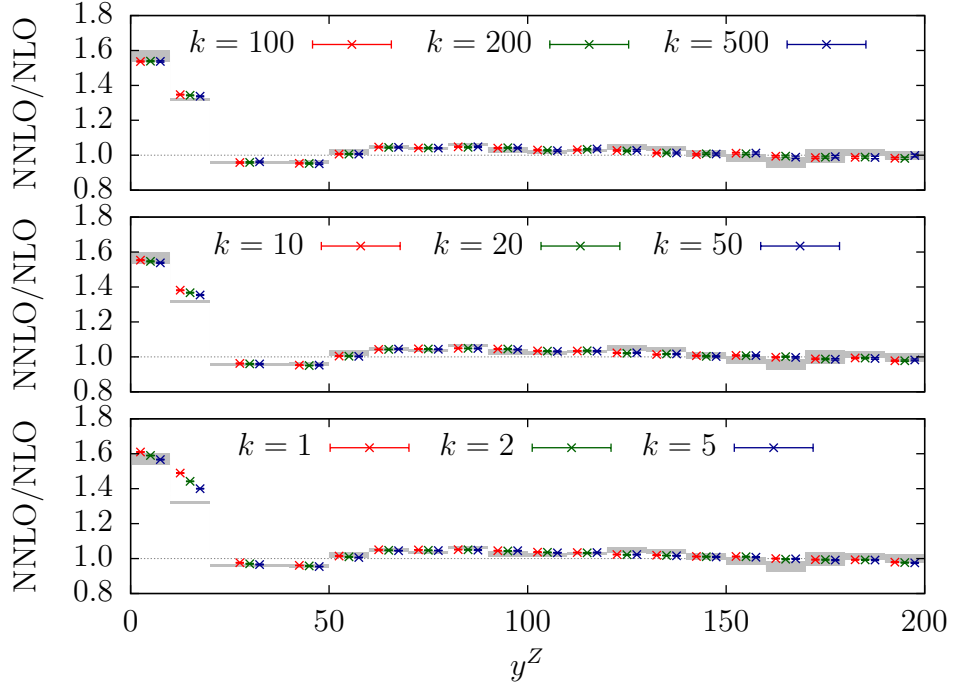 NNLO/NLO
1.8
1.6
1.4
1.2
1.0
0.8
k = 100 k = 200 k = 500
NNLO/NLO
1.8
1.6
1.4
1.2
1.0
0.8
k = 10 k = 20 k = 50
NNLO/NLO
1.8
1.6
1.4
1.2
1.0
0.8
k = 1 k = 2 k = 5
0 50 100 150 200
y^Z